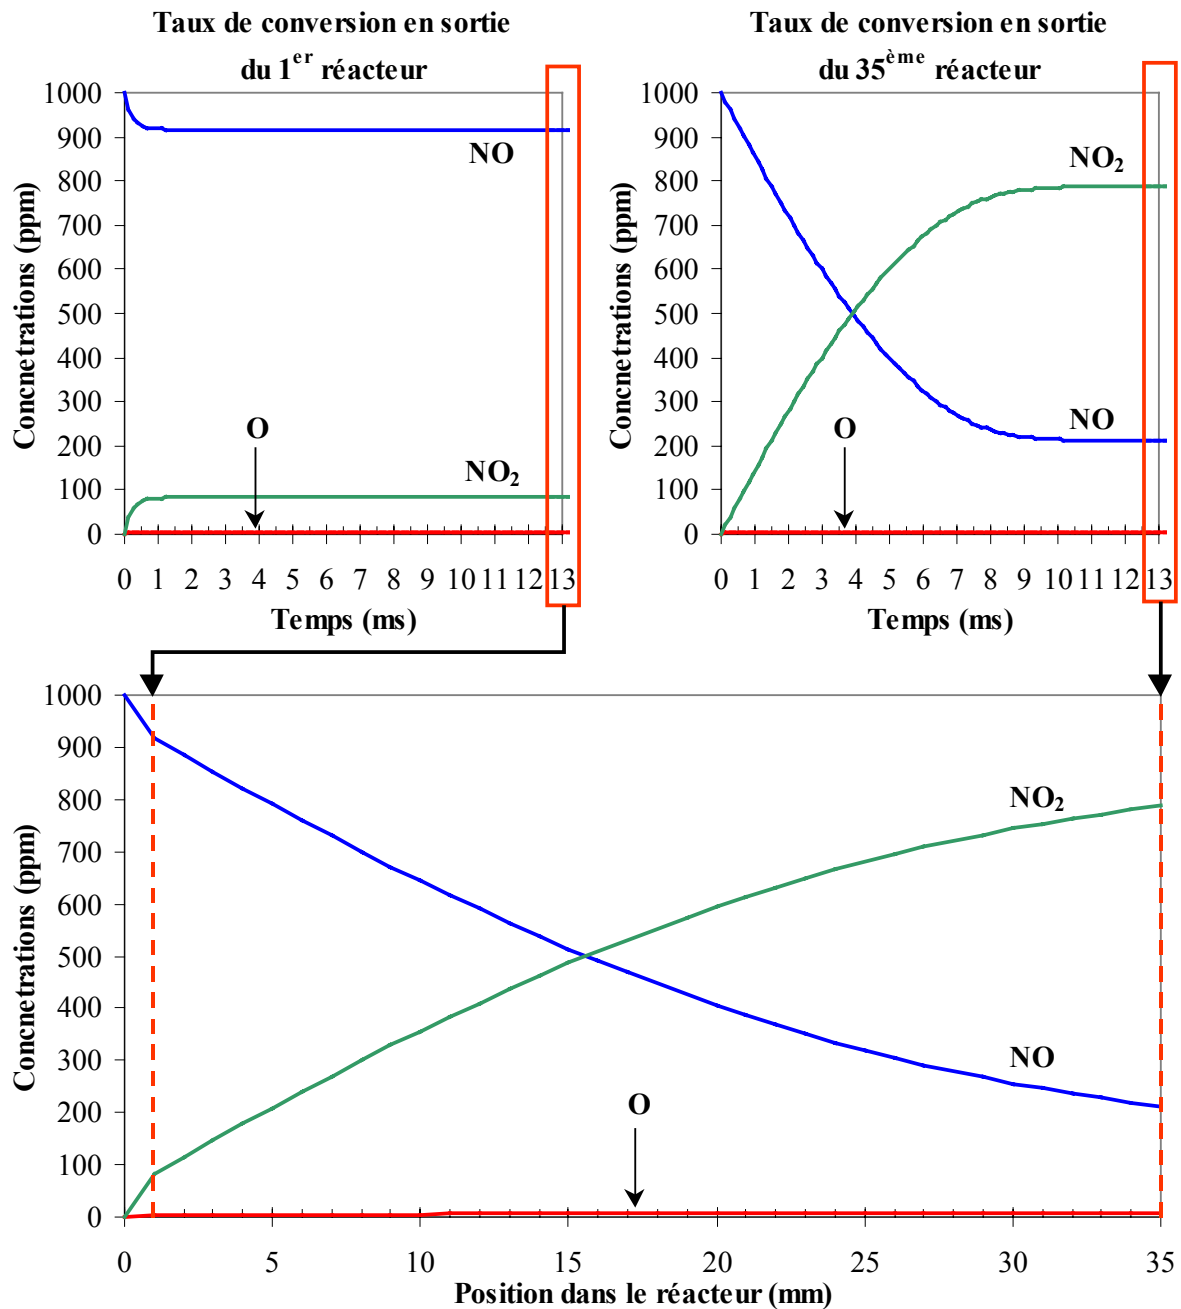 Taux de conversion en sortie
du 1er réacteur
Concnetrations (ppm)
1000
900
800
700
600
500
400
300
200
100
0
NO
O
NO2
0 1 2 3 4 5 6 7 8 9 10 11 12 13
Temps (ms)
Taux de conversion en sortie
du 35ème réacteur
Concnetrations (ppm)
1000
900
800
700
600
500
400
300
200
100
0
NO2
O
NO
0 1 2 3 4 5 6 7 8 9 10 11 12 13
Temps (ms)
Concnetrations (ppm)
1000
900
800
700
600
500
400
300
200
100
0
NO2
NO
O
0 5 10 15 20 25 30 35
Position dans le réacteur (mm)